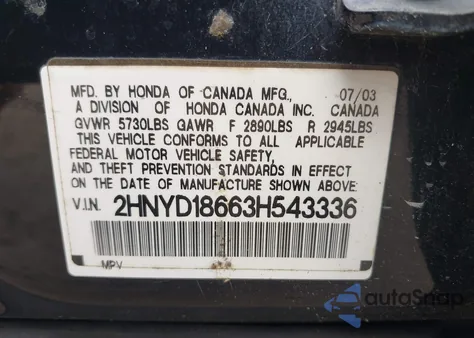 MFD. BY HONDA OF CANADA MFG., 07/03
A DIVISION OF HONDA CANADA INC. CANADA
GVWR 5730LBS GAWR F 2890LBS R 2945LBS
THIS VEHICLE CONFORMS TO ALL APPLICABLE
FEDERAL MOTOR VEHICLE SAFETY,
AND THEFT PREVENTION STANDARDS IN EFFECT
ON THE DATE OF MANUFACTURE SHOWN ABOVE
V.I.N. 2HNYD18663H543336
MPV
autoSnap